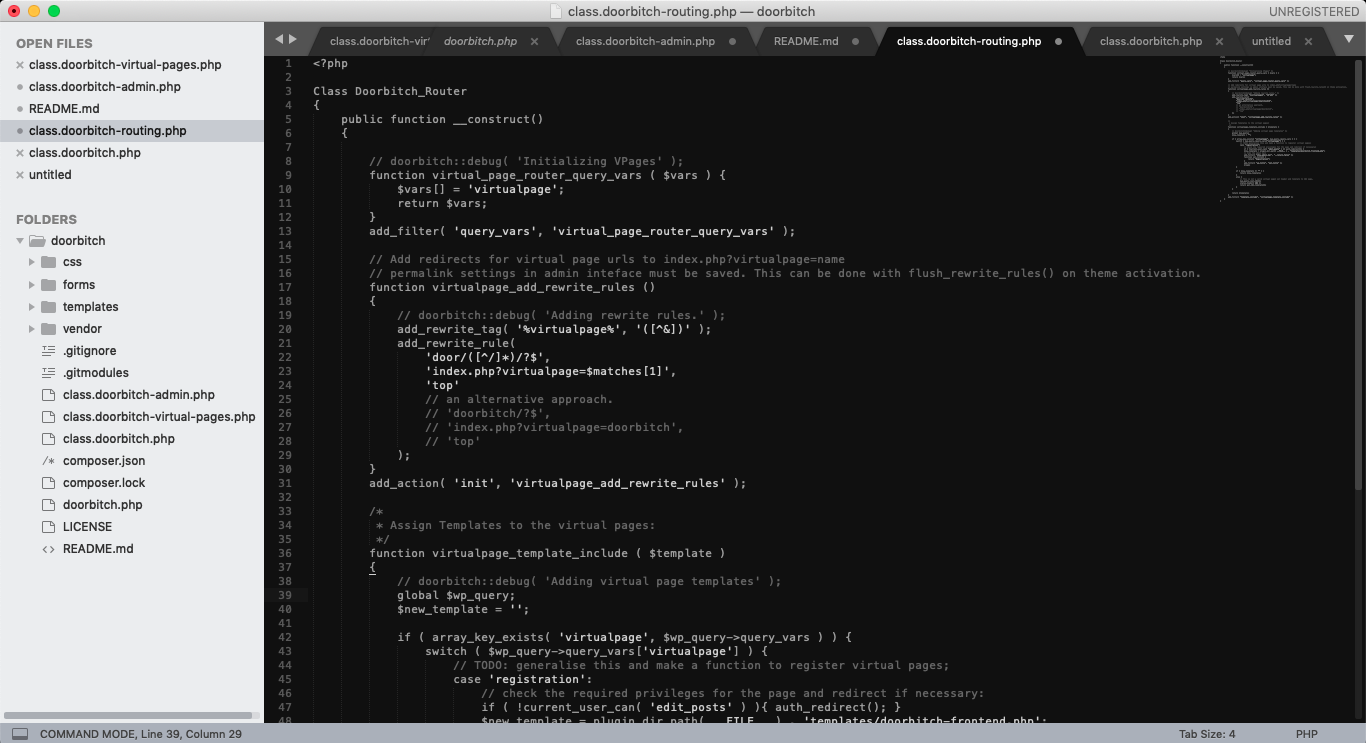 class.doorbitch-routing.php — doorbitch
UNREGISTERED
OPEN FILES
class.doorbitch-virtual-pages.php
class.doorbitch-admin.php
README.md
class.doorbitch-routing.php
class.doorbitch.php
untitled
FOLDERS
doorbitch
css
forms
templates
vendor
.gitignore
.gitmodules
class.doorbitch-admin.php
class.doorbitch-virtual-pages.php
class.doorbitch.php
/* composer.json
composer.lock
doorbitch.php
LICENSE
<> README.md
class.doorbitch-vir
doorbitch.php
class.doorbitch-admin.php
README.md
class.doorbitch-routing.php
class.doorbitch.php
untitled
1 <?php
2
3 Class Doorbitch_Router
4 {
5 public function __construct()
6 {
7
8 // doorbitch::debug( 'Initializing VPages' );
9 function virtual_page_router_query_vars ( $vars ) {
10 $vars[] = 'virtualpage';
11 return $vars;
12 }
13 add_filter( 'query_vars', 'virtual_page_router_query_vars' );
14
15 // Add redirects for virtual page urls to index.php?virtualpage=name
16 // permalink settings in admin inteface must be saved. This can be done with flush_rewrite_rules() on theme activation.
17 function virtualpage_add_rewrite_rules ()
18 {
19 // doorbitch::debug( 'Adding rewrite rules.' );
20 add_rewrite_tag( '%virtualpage%', '([^&])' );
21 add_rewrite_rule(
22 'door/([^/]*)/?$',
23 'index.php?virtualpage=$matches[1]',
24 'top'
25 // an alternative approach.
26 // 'doorbitch/?$',
27 // 'index.php?virtualpage=doorbitch',
28 // 'top'
29 );
30 }
31 add_action( 'init', 'virtualpage_add_rewrite_rules' );
32
33 /*
34 * Assign Templates to the virtual pages:
35 */
36 function virtualpage_template_include ( $template )
37 {
38 // doorbitch::debug( 'Adding virtual page templates' );
39 global $wp_query;
40 $new_template = '';
41
42 if ( array_key_exists( 'virtualpage', $wp_query->query_vars ) ) {
43 switch ( $wp_query->query_vars['virtualpage'] ) {
44 // TODO: generalise this and make a function to register virtual pages;
45 case 'registration':
46 // check the required privileges for the page and redirect if necessary:
47 if ( !current_user_can( 'edit_posts' ) ){ auth_redirect(); }
48 $new_template = plugin_dir_path( __FILE__ ) . 'templates/doorbitch-frontend.php';
COMMAND MODE, Line 39, Column 29
Tab Size: 4
PHP